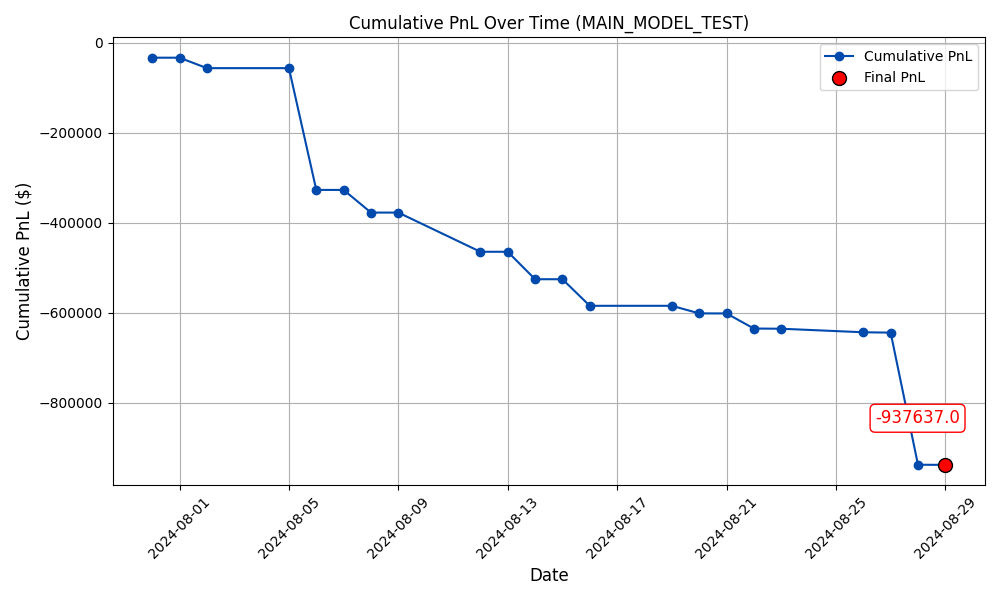 Cumulative PnL Over Time (MAIN_MODEL_TEST)
Cumulative PnL
Final PnL
Cumulative PnL ($)
0
−200000
−400000
−600000
−800000
-937637.0
2024-08-01
2024-08-05
2024-08-09
2024-08-13
2024-08-17
2024-08-21
2024-08-25
2024-08-29
Date